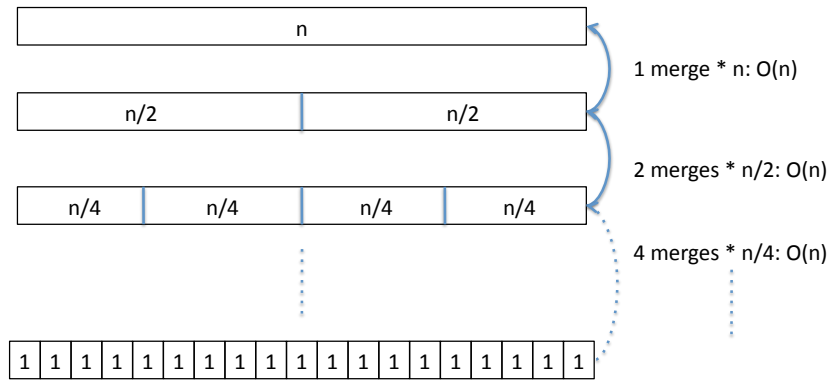 n
1 merge * n: O(n)
n/2 n/2
2 merges * n/2: O(n)
n/4 n/4 n/4 n/4
4 merges * n/4: O(n)
1 1 1 1 1 1 1 1 1 1 1 1 1 1 1 1 1 1 1